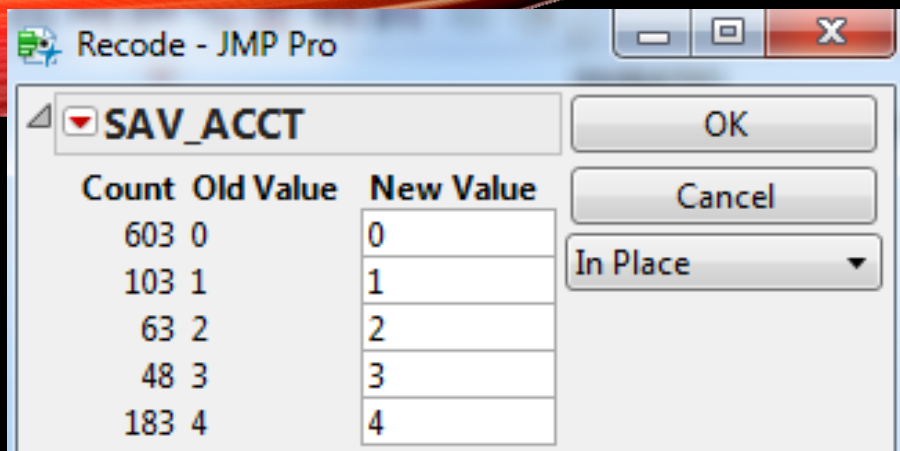 Recode - JMP Pro
SAV_ACCT
OK
Count Old Value New Value
Cancel
603 0 0
In Place
103 1 1
63 2 2
48 3 3
183 4 4